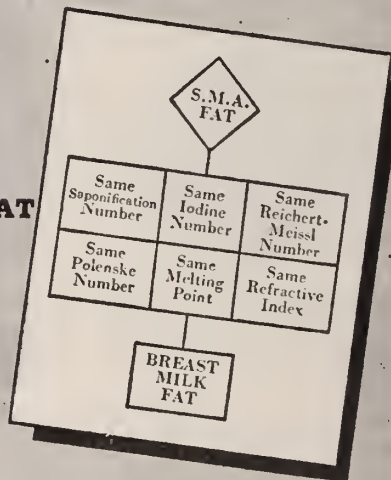 S.M.A.
FAT
AT
Same
Saponification
Number
Same
Iodine
Number
Same
Reichert-
Meissl
Number
Same
Polenske
Number
Same
Melting
Point
Same
Refractive
Index
BREAST
MILK
FAT